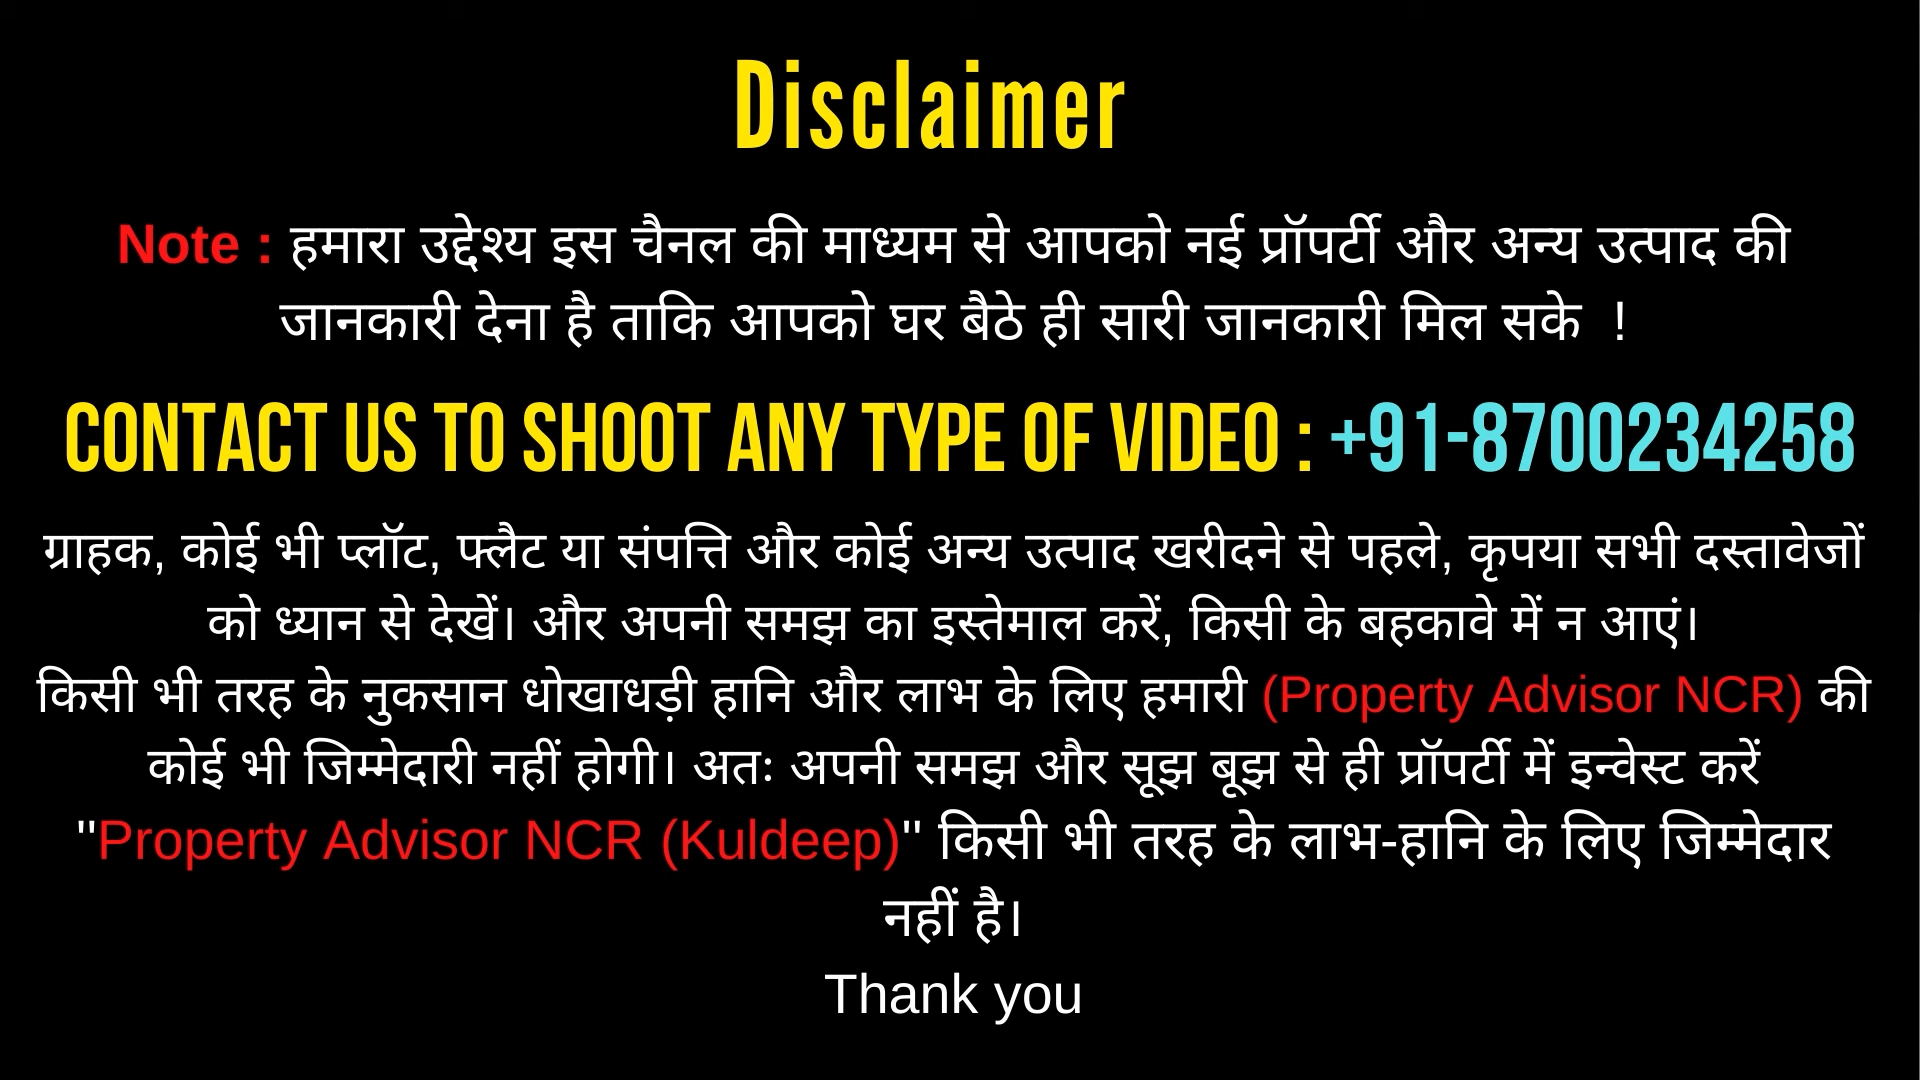 Disclaimer
Note : हमारा उद्देश्य इस चैनल की माध्यम से आपको नई प्रॉपर्टी और अन्य उत्पाद की
जानकारी देना है ताकि आपको घर बैठे ही सारी जानकारी मिल सके !
CONTACT US TO SHOOT ANY TYPE OF VIDEO : +91-8700234258
ग्राहक, कोई भी प्लॉट, फ्लैट या संपत्ति और कोई अन्य उत्पाद खरीदने से पहले, कृपया सभी दस्तावेजों
को ध्यान से देखें। और अपनी समझ का इस्तेमाल करें, किसी के बहकावे में न आएं।
किसी भी तरह के नुकसान धोखाधड़ी हानि और लाभ के लिए हमारी (Property Advisor NCR) की
कोई भी जिम्मेदारी नहीं होगी। अतः अपनी समझ और सूझ बूझ से ही प्रॉपर्टी में इन्वेस्ट करें
"Property Advisor NCR (Kuldeep)" किसी भी तरह के लाभ-हानि के लिए जिम्मेदार
नहीं है।
Thank you